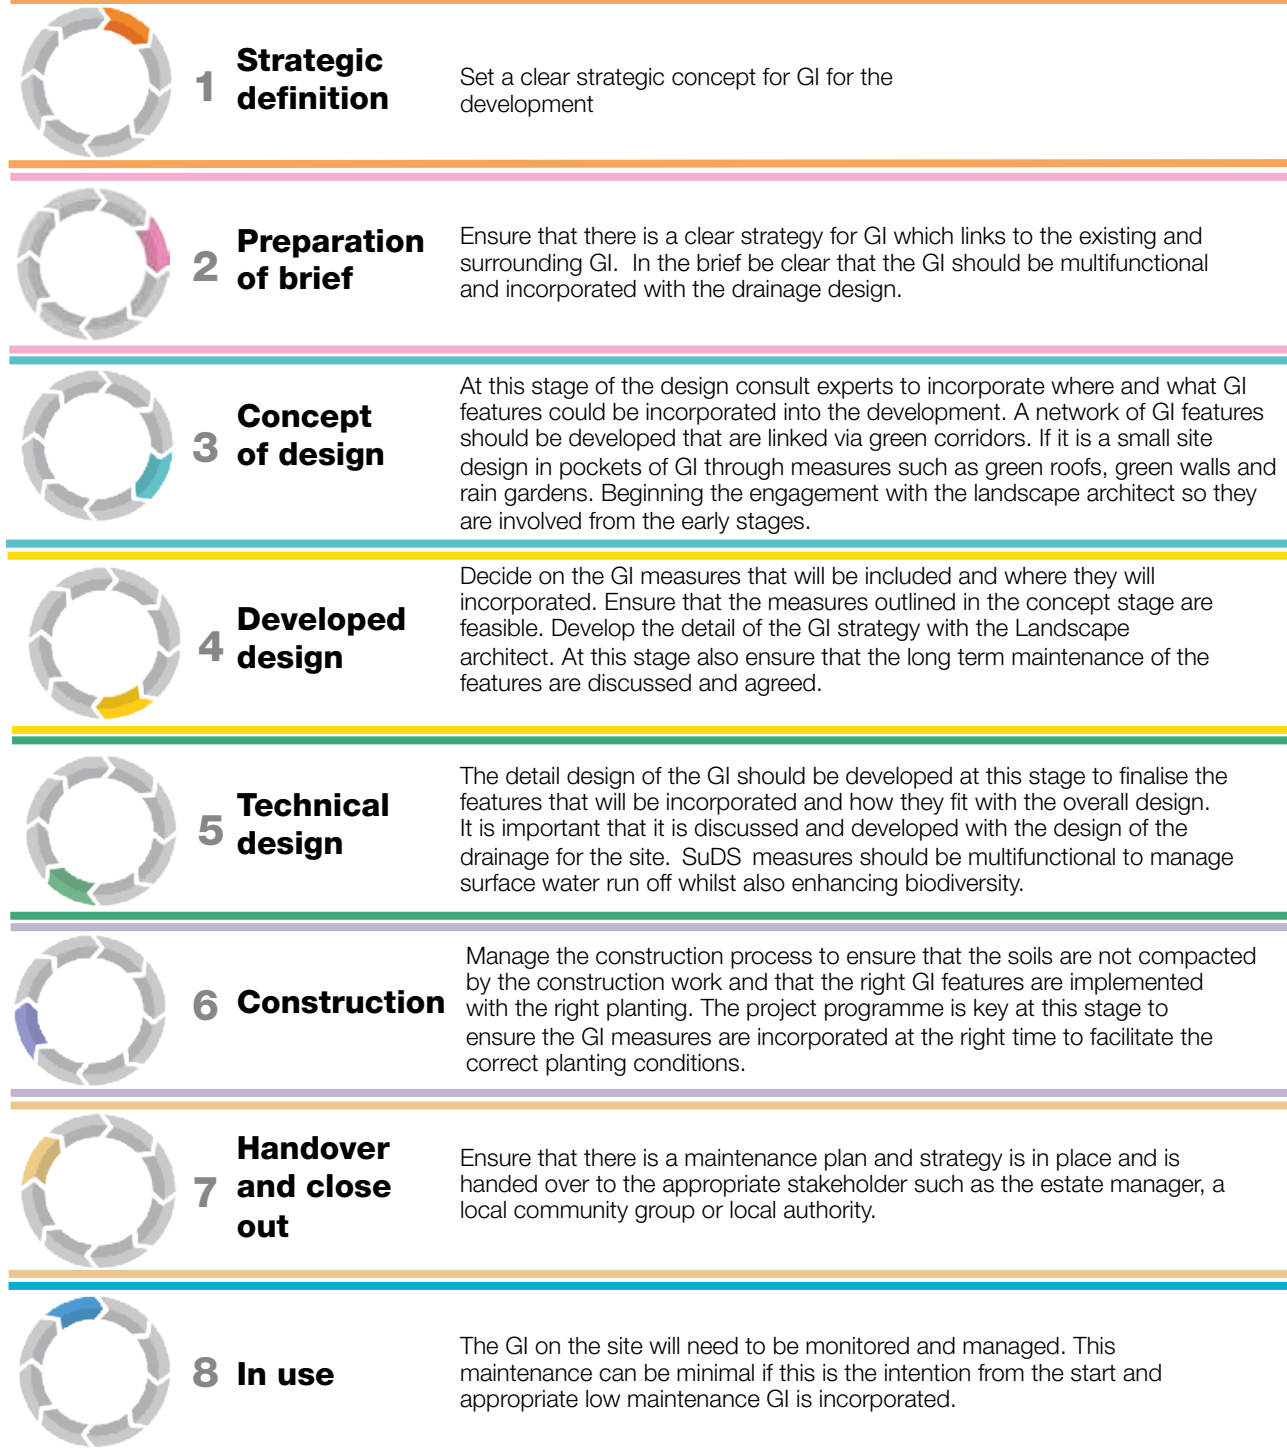 1
Strategic
definition
Set a clear strategic concept for GI for the
development
2
Preparation
of brief
Ensure that there is a clear strategy for GI which links to the existing and
surrounding GI.  In the brief be clear that the GI should be multifunctional
and incorporated with the drainage design.
3
Concept
of design
At this stage of the design consult experts to incorporate where and what GI
features could be incorporated into the development. A network of GI features
should be developed that are linked via green corridors. If it is a small site
design in pockets of GI through measures such as green roofs, green walls and
rain gardens. Beginning the engagement with the landscape architect so they
are involved from the early stages.
4
Developed
design
Decide on the GI measures that will be included and where they will
incorporated. Ensure that the measures outlined in the concept stage are
feasible. Develop the detail of the GI strategy with the Landscape
architect. At this stage also ensure that the long term maintenance of the
features are discussed and agreed.
5
Technical
design
The detail design of the GI should be developed at this stage to finalise the
features that will be incorporated and how they fit with the overall design.
It is important that it is discussed and developed with the design of the
drainage for the site.  SuDS  measures should be multifunctional to manage
surface water run off whilst also enhancing biodiversity.
6
Construction
Manage the construction process to ensure that the soils are not compacted
by the construction work and that the right GI features are implemented
with the right planting. The project programme is key at this stage to
ensure the GI measures are incorporated at the right time to facilitate the
correct planting conditions.
7
Handover
and close
out
Ensure that there is a maintenance plan and strategy is in place and is
handed over to the appropriate stakeholder such as the estate manager, a
local community group or local authority.
8
In use
The GI on the site will need to be monitored and managed. This
maintenance can be minimal if this is the intention from the start and
appropriate low maintenance GI is incorporated.